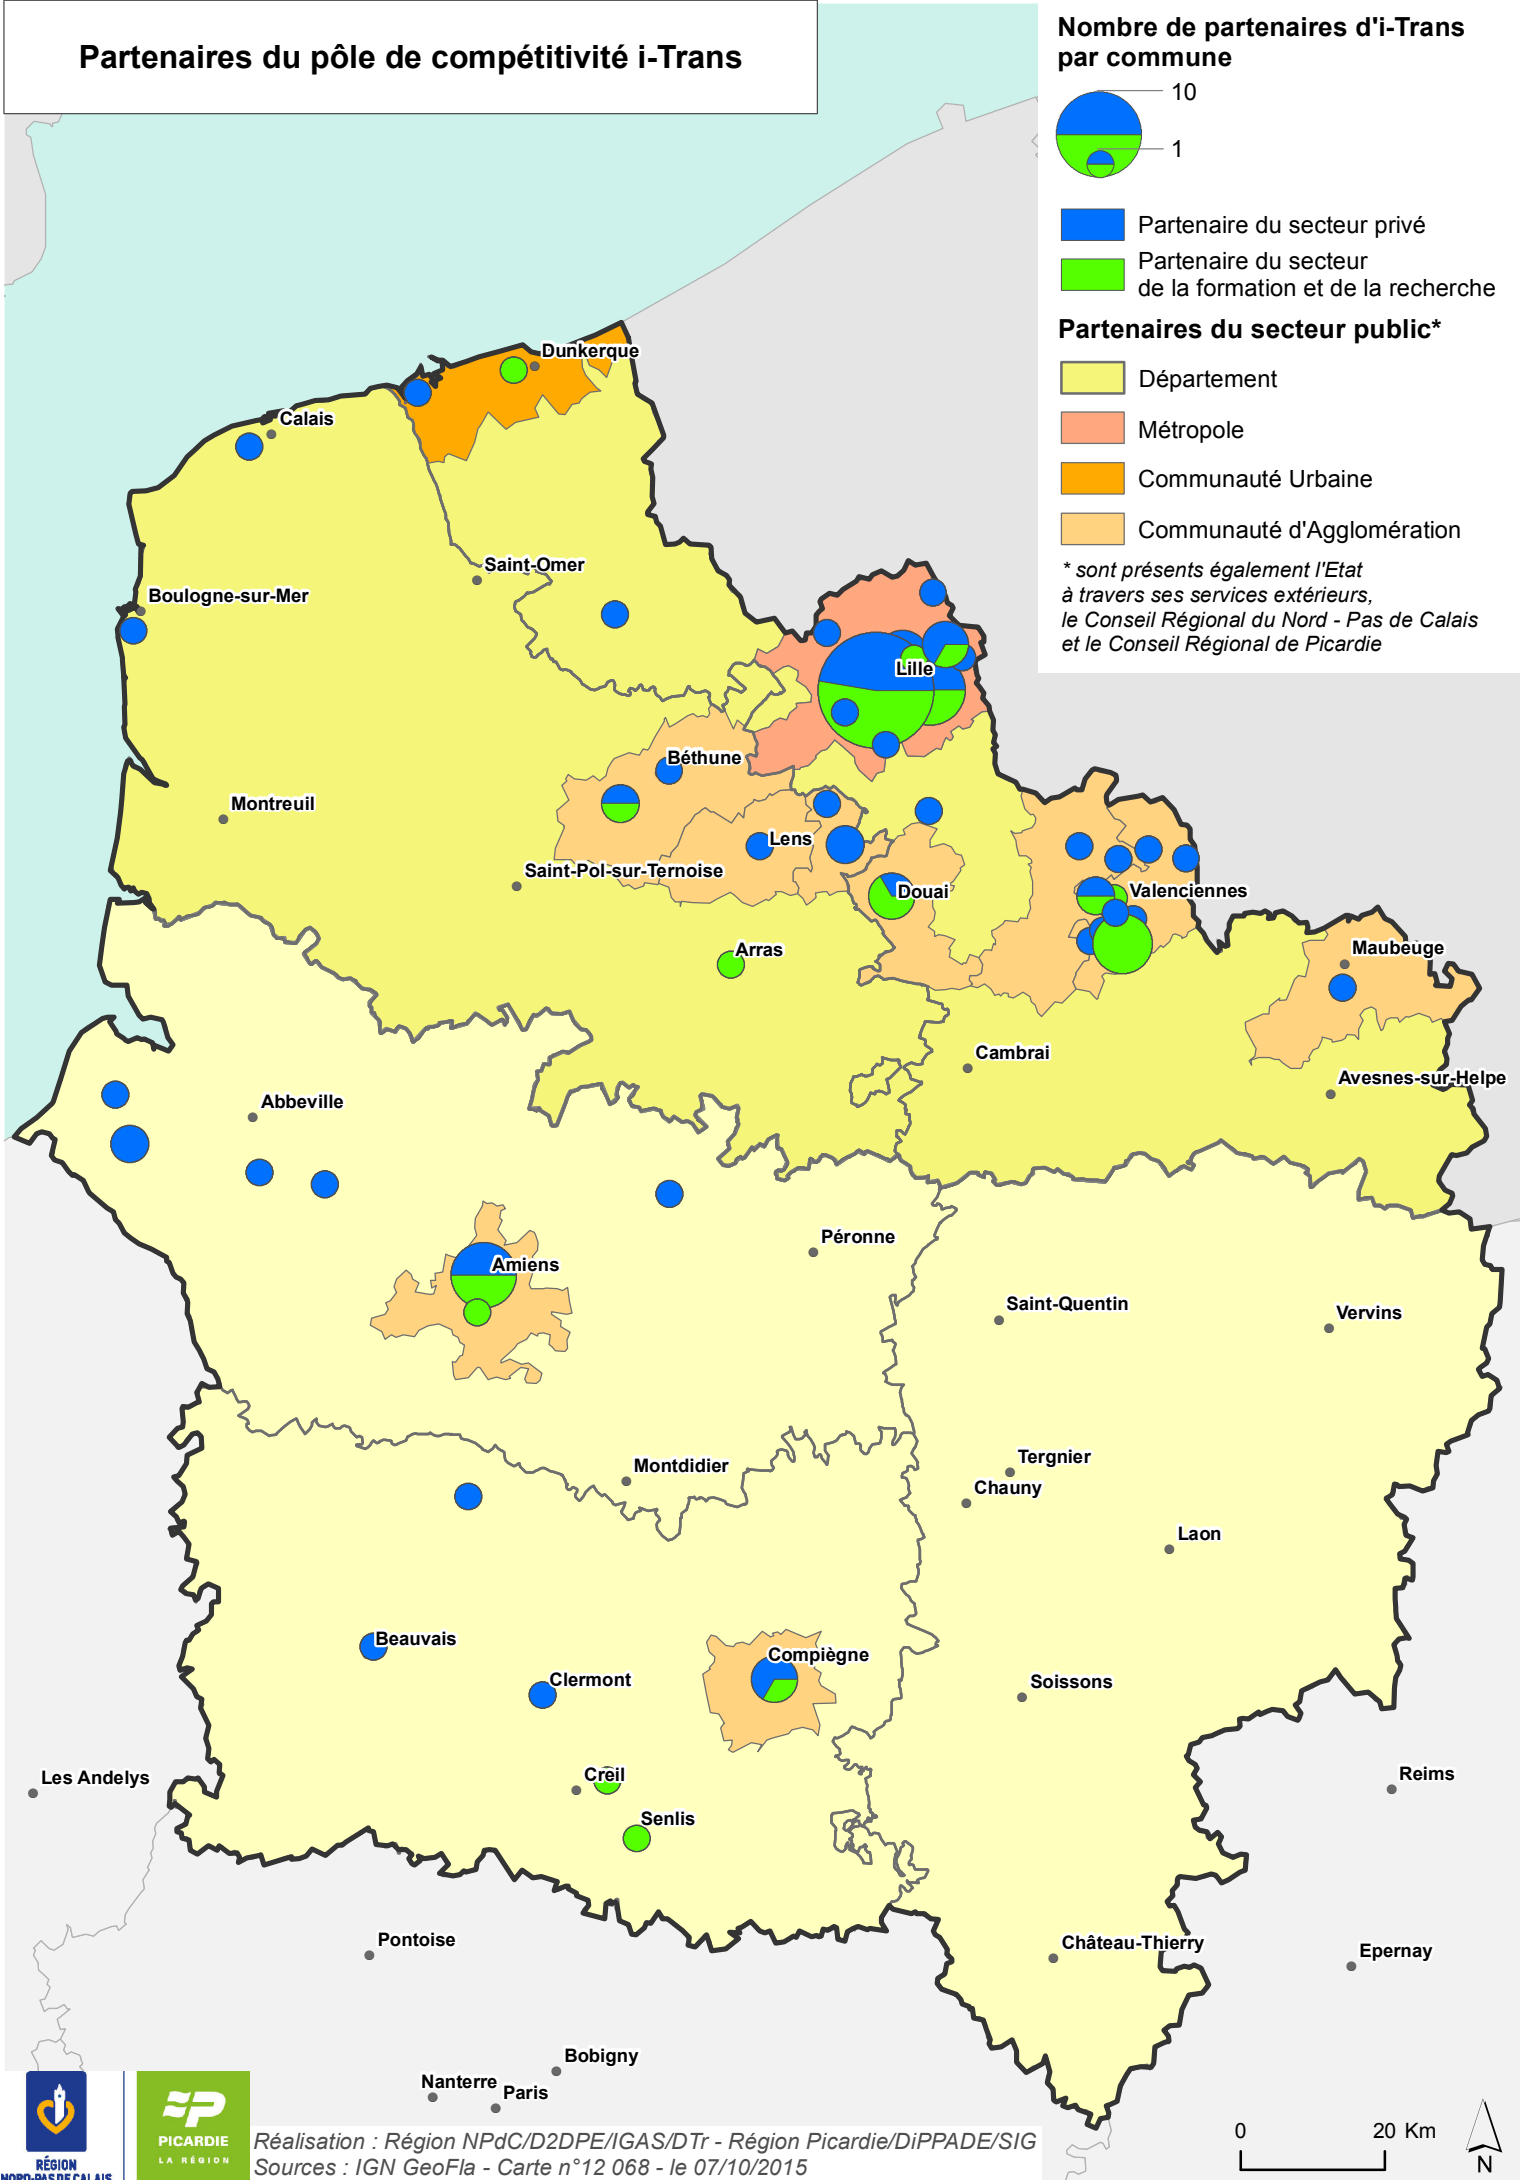 Partenaires du pôle de compétitivité i-Trans
Nombre de partenaires d'i-Trans
par commune
10
1
Partenaire du secteur privé
Partenaire du secteur
de la formation et de la recherche
Partenaires du secteur public*
Département
Métropole
Communauté Urbaine
Communauté d'Agglomération
* sont présents également l'Etat
à travers ses services extérieurs,
le Conseil Régional du Nord - Pas de Calais
et le Conseil Régional de Picardie
Dunkerque
Calais
Saint-Omer
Boulogne-sur-Mer
Lille
Béthune
Montreuil
Lens
Saint-Pol-sur-Ternoise
Douai
Valenciennes
Arras
Maubeuge
Cambrai
Avesnes-sur-Helpe
Abbeville
Péronne
Amiens
Saint-Quentin
Vervins
Montdidier
Tergnier
Chauny
Laon
Beauvais
Compiègne
Clermont
Soissons
Les Andelys
Creil
Reims
Senlis
Pontoise
Château-Thierry
Epernay
Bobigny
Nanterre
Paris
RÉGION
NORD-PAS DE CALAIS
PICARDIE
LA RÉGION
Réalisation : Région NPdC/D2DPE/IGAS/DTr - Région Picardie/DiPPADE/SIG
Sources : IGN GeoFla - Carte n°12 068 - le 07/10/2015
0
20 Km
N